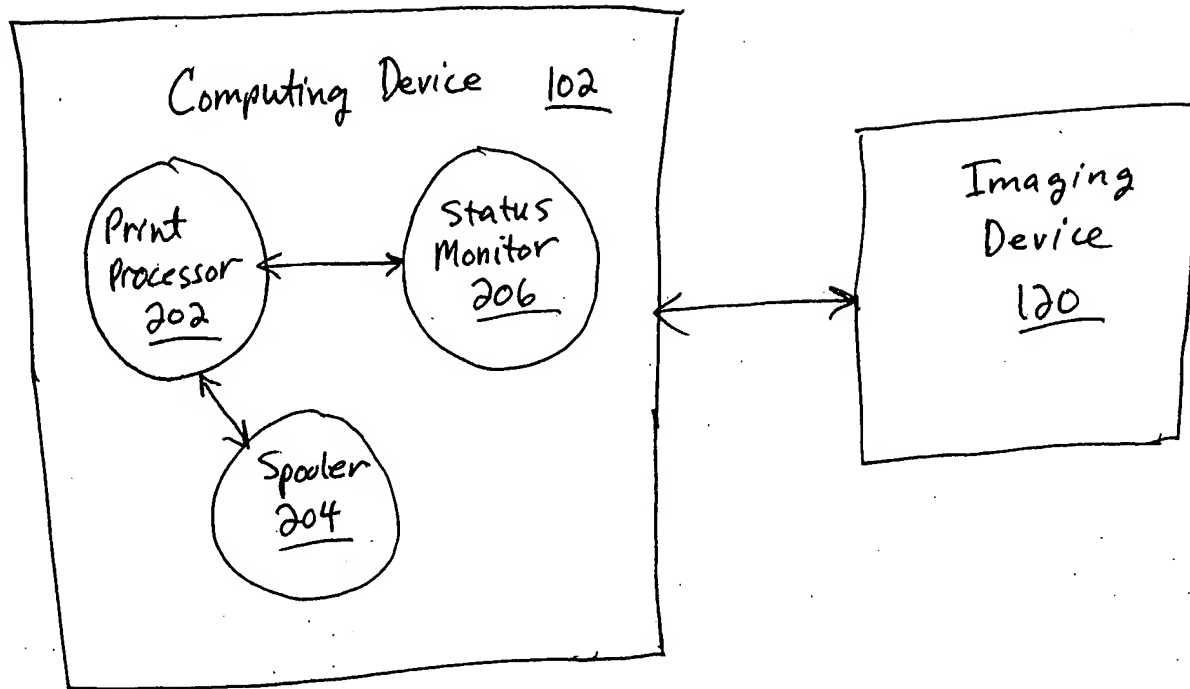 Computing Device 102
Print
Processor
202
Status
Monitor
206
Spooler
204
Imaging
Device
120